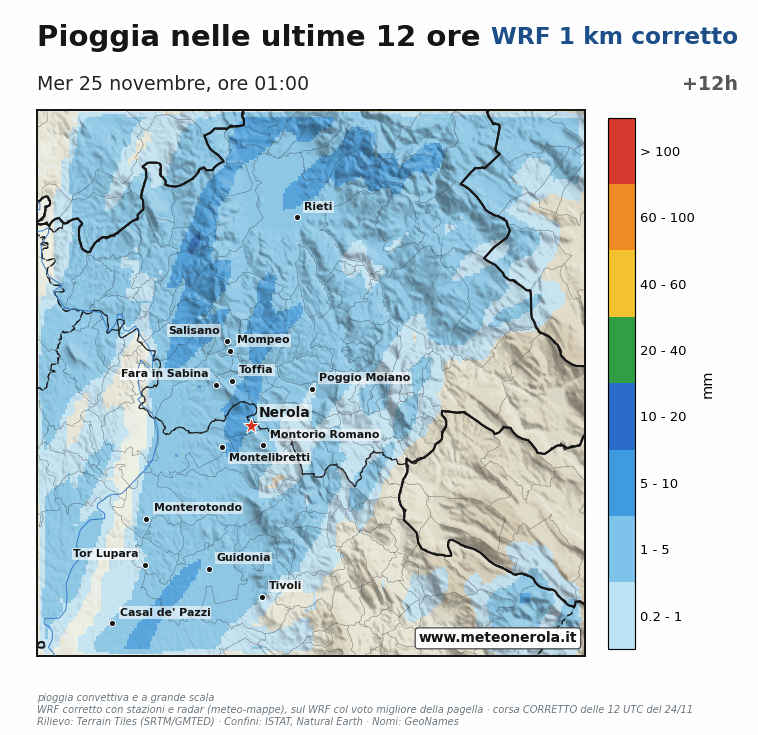 Pioggia nelle ultime 12 ore WRF 1 km corretto
Mer 25 novembre, ore 01:00 +12h
> 100
60 - 100
40 - 60
20 - 40
10 - 20
5 - 10
1 - 5
0.2 - 1
mm
Rieti
Salisano
Mompeo
Toffia
Fara in Sabina
Poggio Moiano
Nerola
Montorio Romano
Montelibretti
Monterotondo
Tor Lupara
Guidonia
Tivoli
Casal de' Pazzi
www.meteonerola.it
pioggia convettiva e a grande scala
WRF corretto con stazioni e radar (meteo-mappe), sul WRF col voto migliore della pagella · corsa CORRETTO delle 12 UTC del 24/11
Rilievo: Terrain Tiles (SRTM/GMTED) · Confini: ISTAT, Natural Earth · Nomi: GeoNames